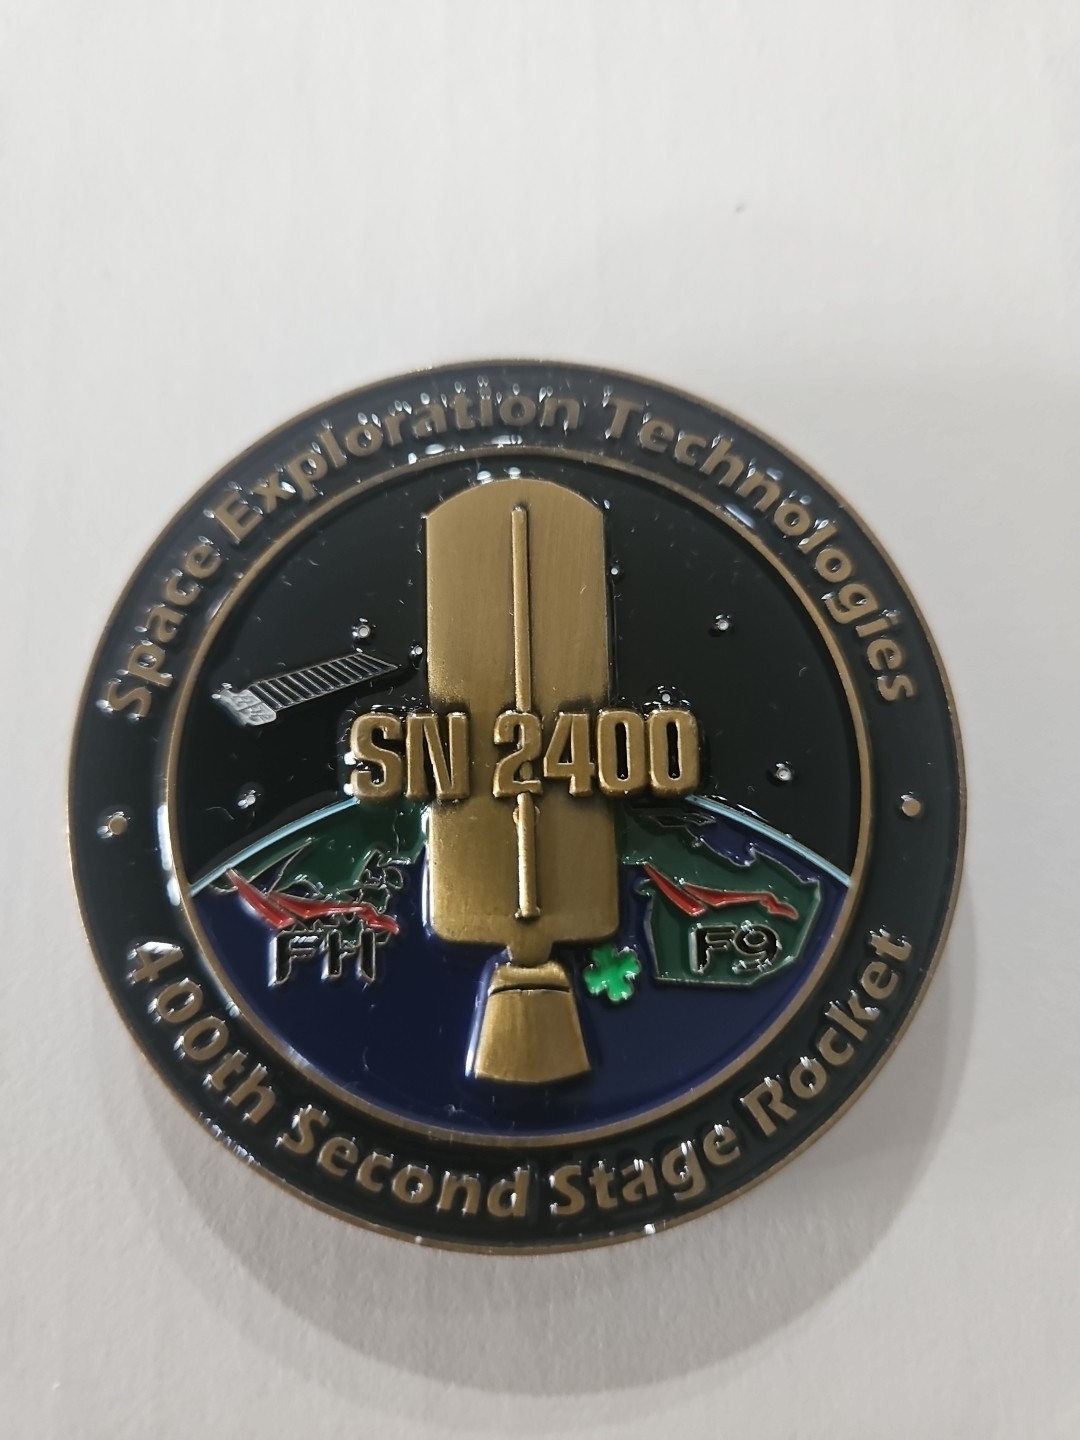 Space Exploration Technologies
SN 2400
FH
F9
400th Second Stage Rocket